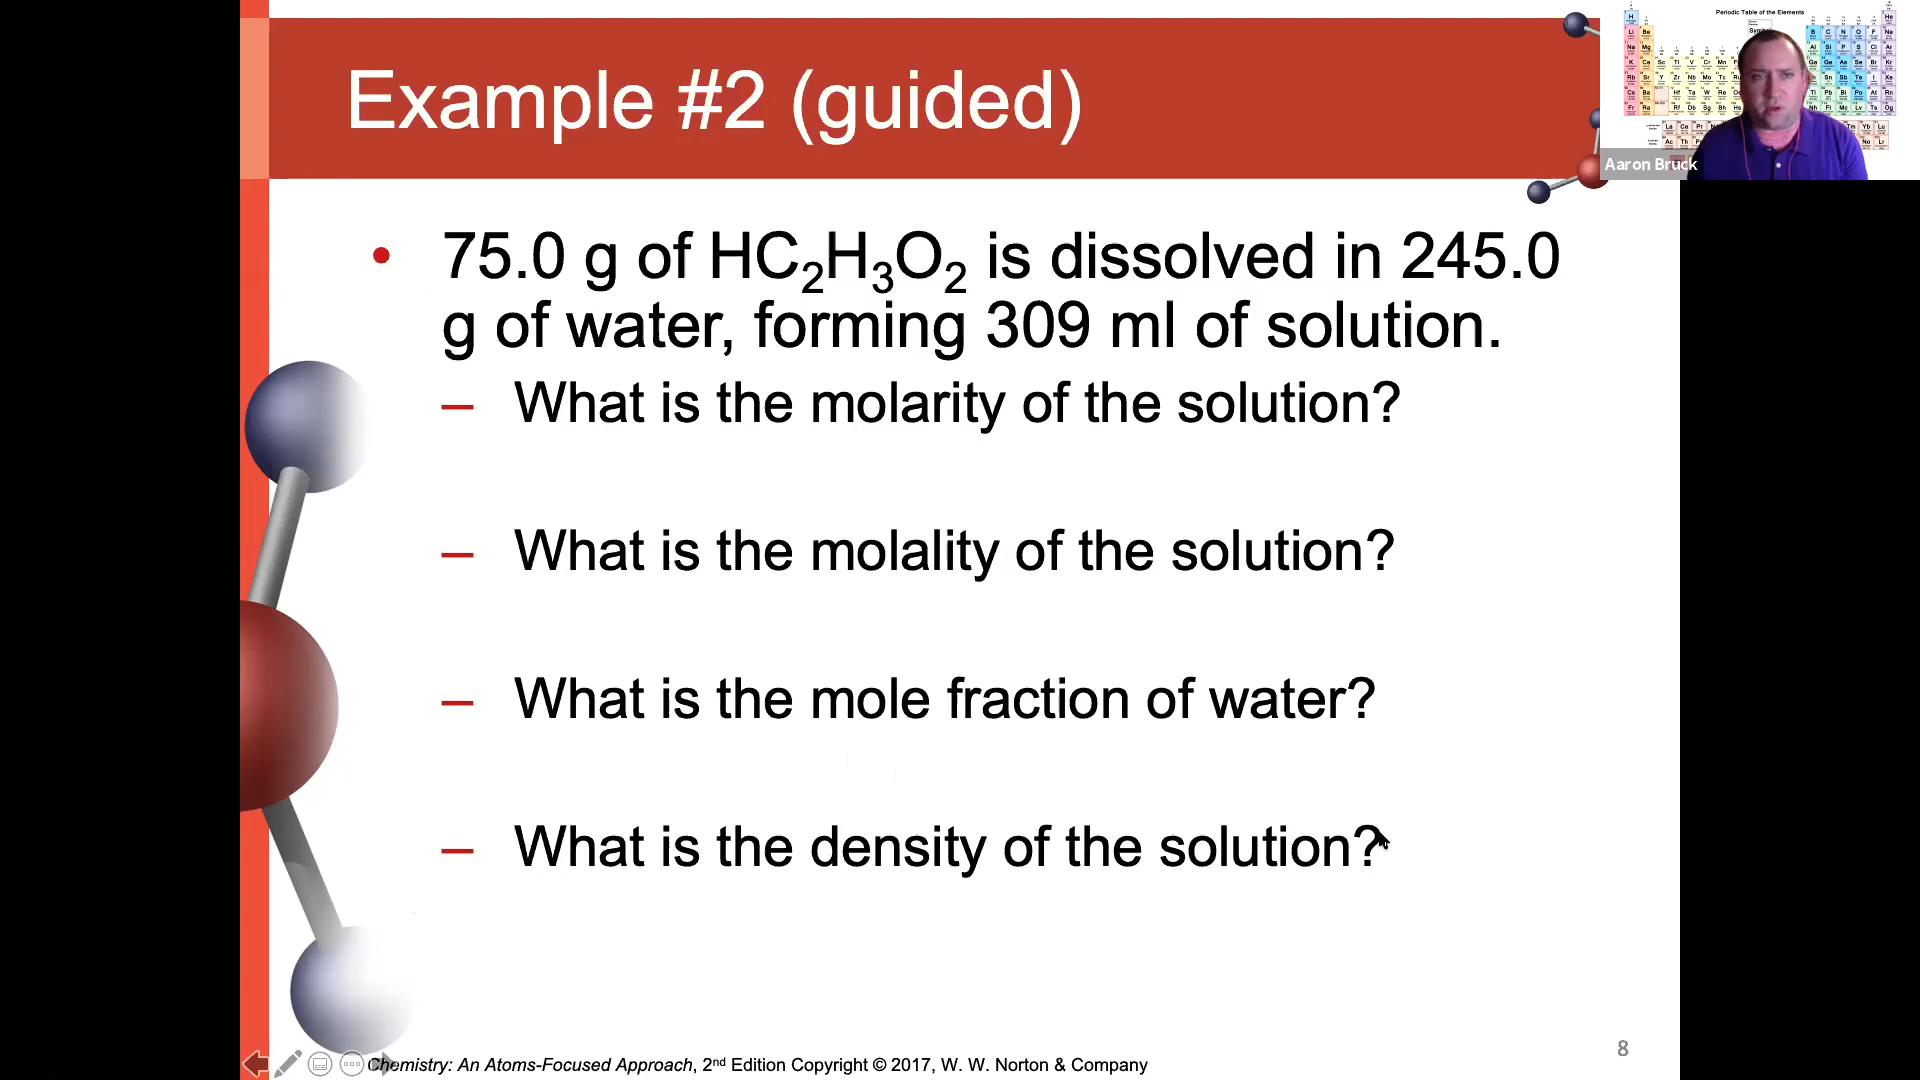 Example #2 (guided)
Periodic Table of the Elements
Aaron Bruck
• 75.0 g of HC₂H₃O₂ is dissolved in 245.0
g of water, forming 309 ml of solution.
– What is the molarity of the solution?
– What is the molality of the solution?
– What is the mole fraction of water?
– What is the density of the solution?
8
Chemistry: An Atoms-Focused Approach, 2nd Edition Copyright © 2017, W. W. Norton & Company